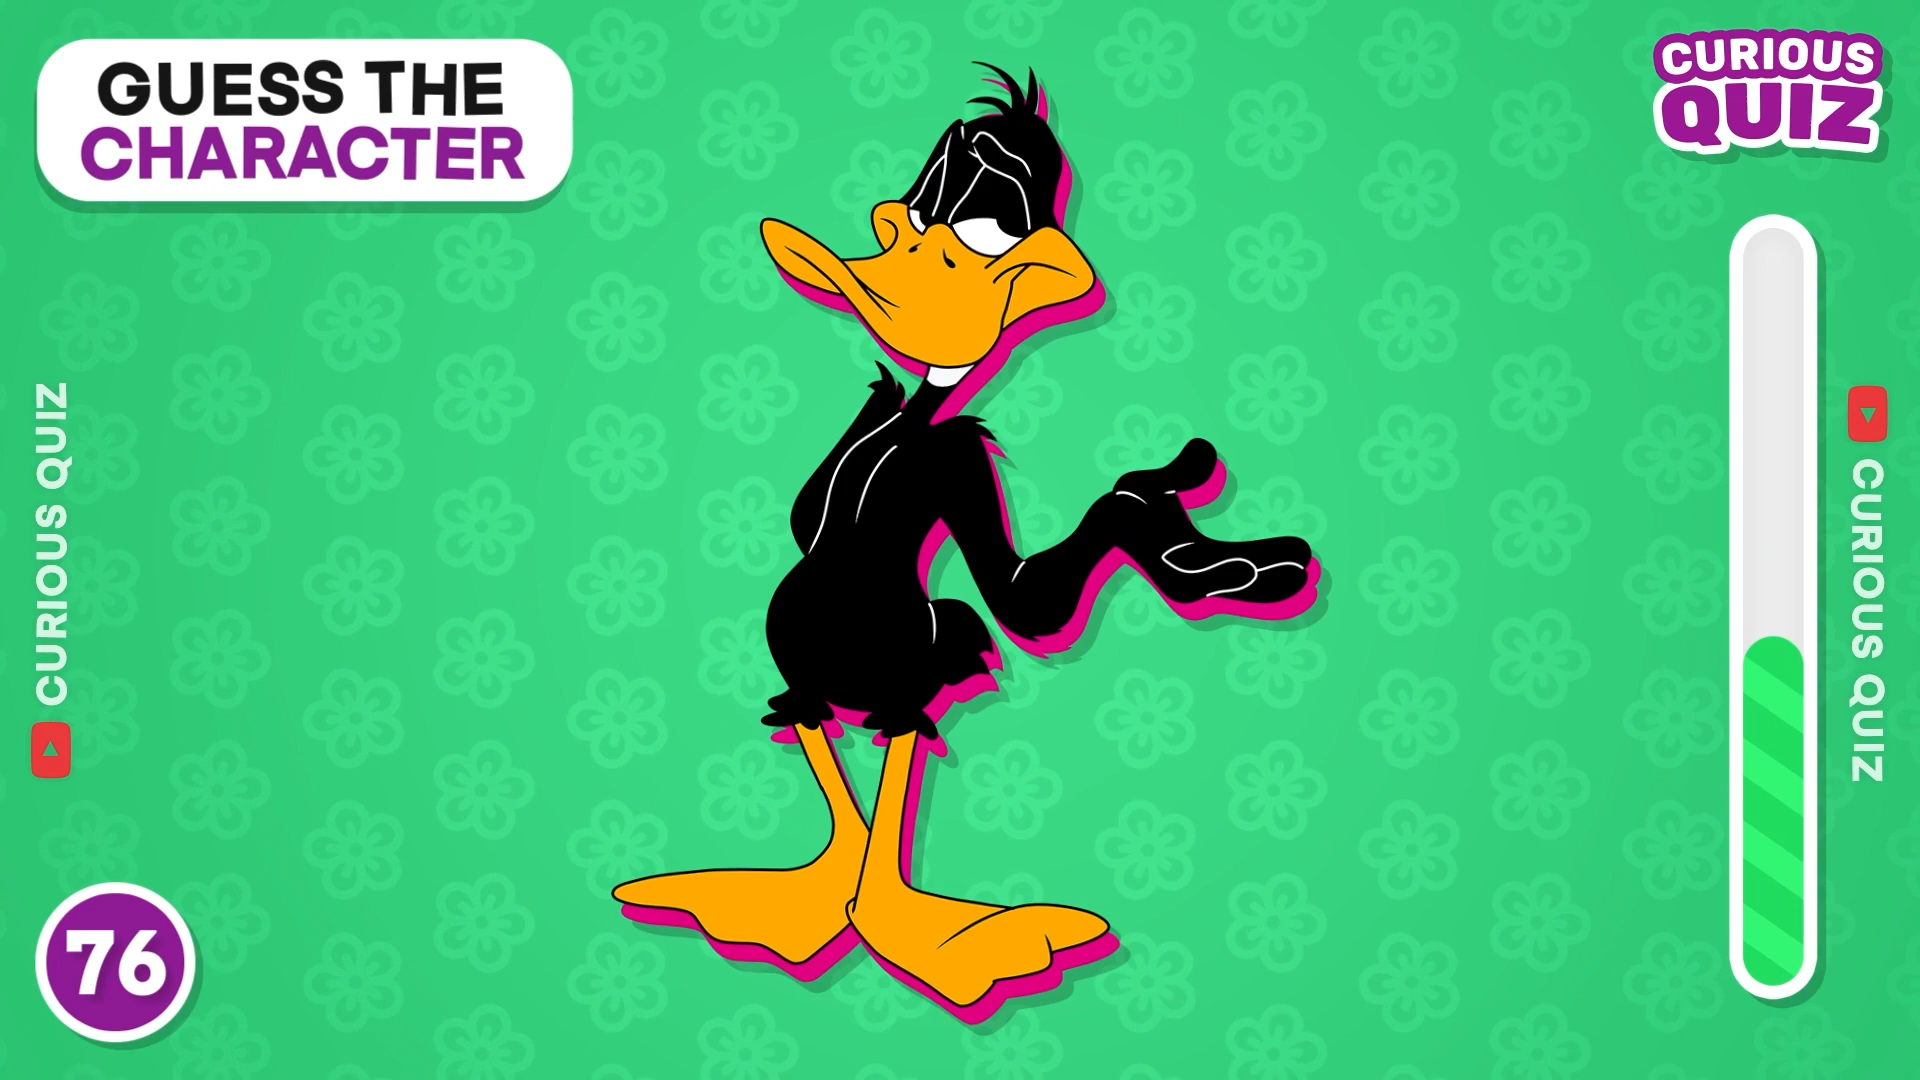 GUESS THE
CHARACTER
CURIOUS
QUIZ
CURIOUS QUIZ
CURIOUS QUIZ
76